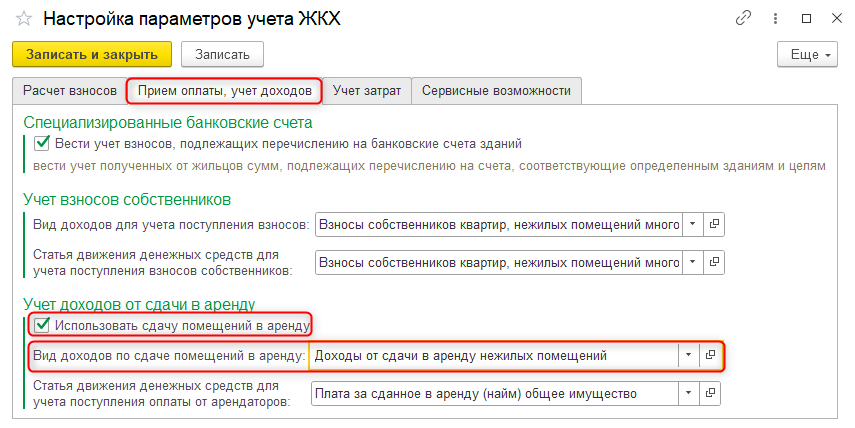 Настройка параметров учета ЖКХ
Записать и закрыть
Записать
Еще
Расчет взносов
Прием оплаты, учет доходов
Учет затрат
Сервисные возможности
Специализированные банковские счета
Вести учет взносов, подлежащих перечислению на банковские счета зданий
вести учет полученных от жильцов сумм, подлежащих перечислению на счета, соответствующие определенным зданиям и целям
Учет взносов собственников
Вид доходов для учета поступления взносов:
Взносы собственников квартир, нежилых помещений много
Статья движения денежных средств для
учета поступления взносов собственников:
Взносы собственников квартир, нежилых помещений много
Учет доходов от сдачи в аренду
Использовать сдачу помещений в аренду
Вид доходов по сдаче помещений в аренду:
Доходы от сдачи в аренду нежилых помещений
Статья движения денежных средств для
учета поступления оплаты от арендаторов:
Плата за сданное в аренду (найм) общее имущество